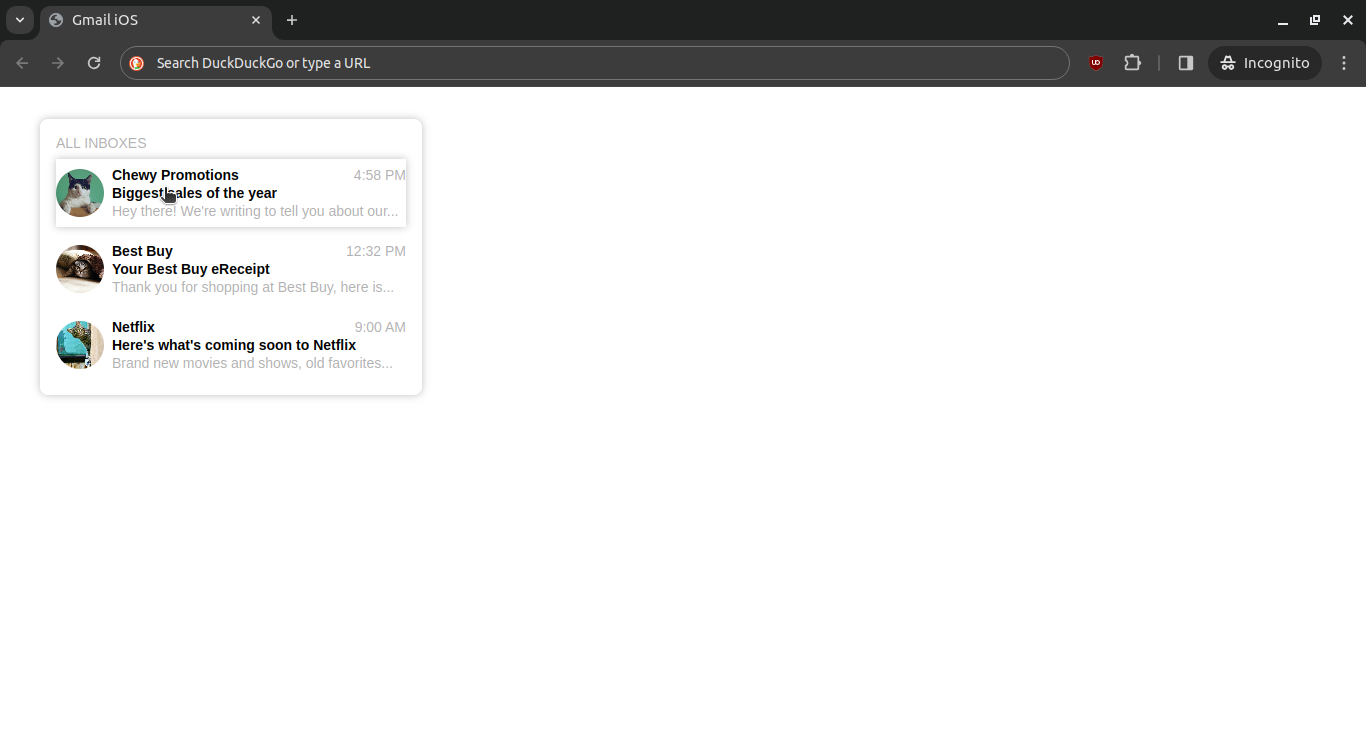 Gmail iOS
Search DuckDuckGo or type a URL
Incognito
ALL INBOXES
Chewy Promotions 4:58 PM
Biggest sales of the year
Hey there! We're writing to tell you about our...
Best Buy 12:32 PM
Your Best Buy eReceipt
Thank you for shopping at Best Buy, here is...
Netflix 9:00 AM
Here's what's coming soon to Netflix
Brand new movies and shows, old favorites...